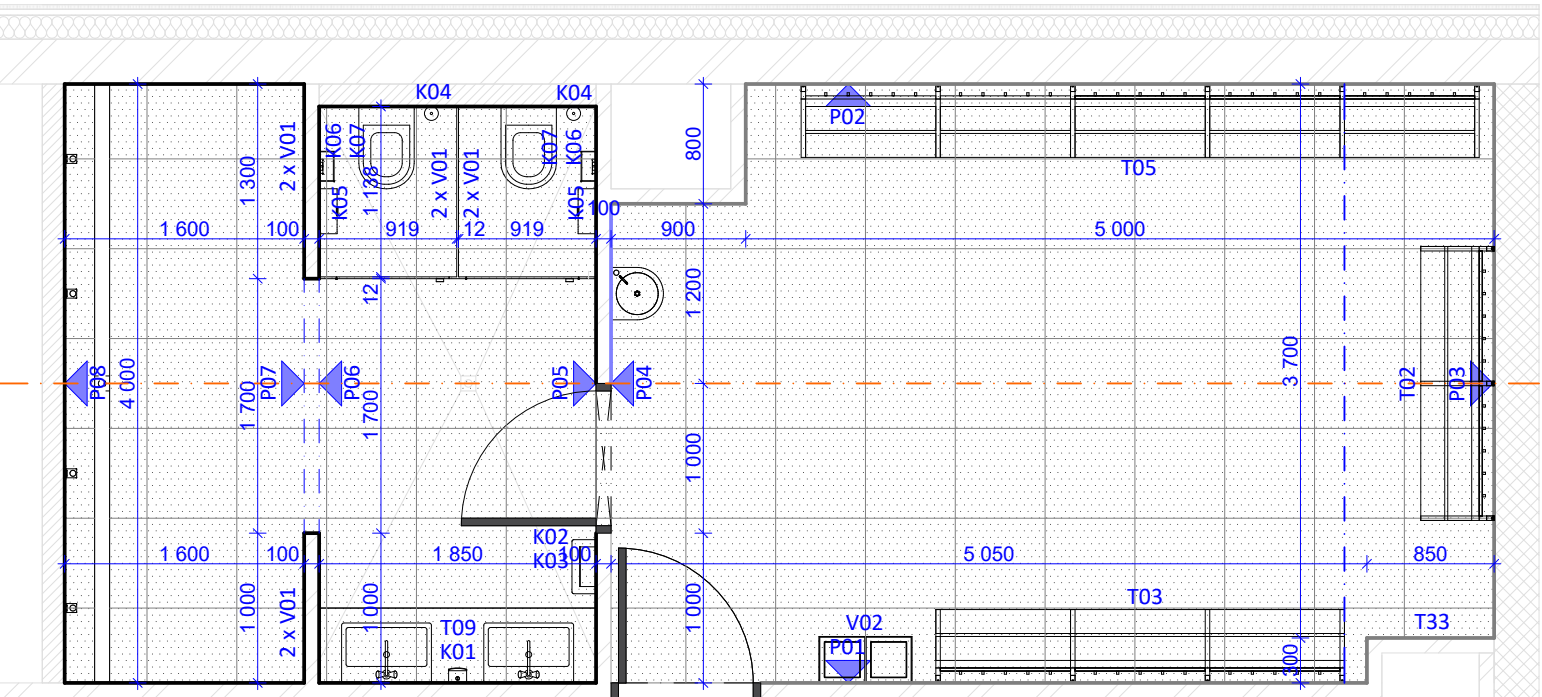 K04
K04
P02
2 x V01
K06
K07
2 x V01
2 x V01
K07
K06
1 300
K05
1 138
K05
800
T05
100
1 600
100
919
12
919
900
5 000
12
1 200
P08
4 000
P07
P06
P05
P04
3 700
T02
P03
1 700
1 700
1 000
K02
K03
1 600
100
1 850
100
5 050
850
1 000
2 x V01
1 000
T09
K01
1 000
V02
P01
T03
T33
300